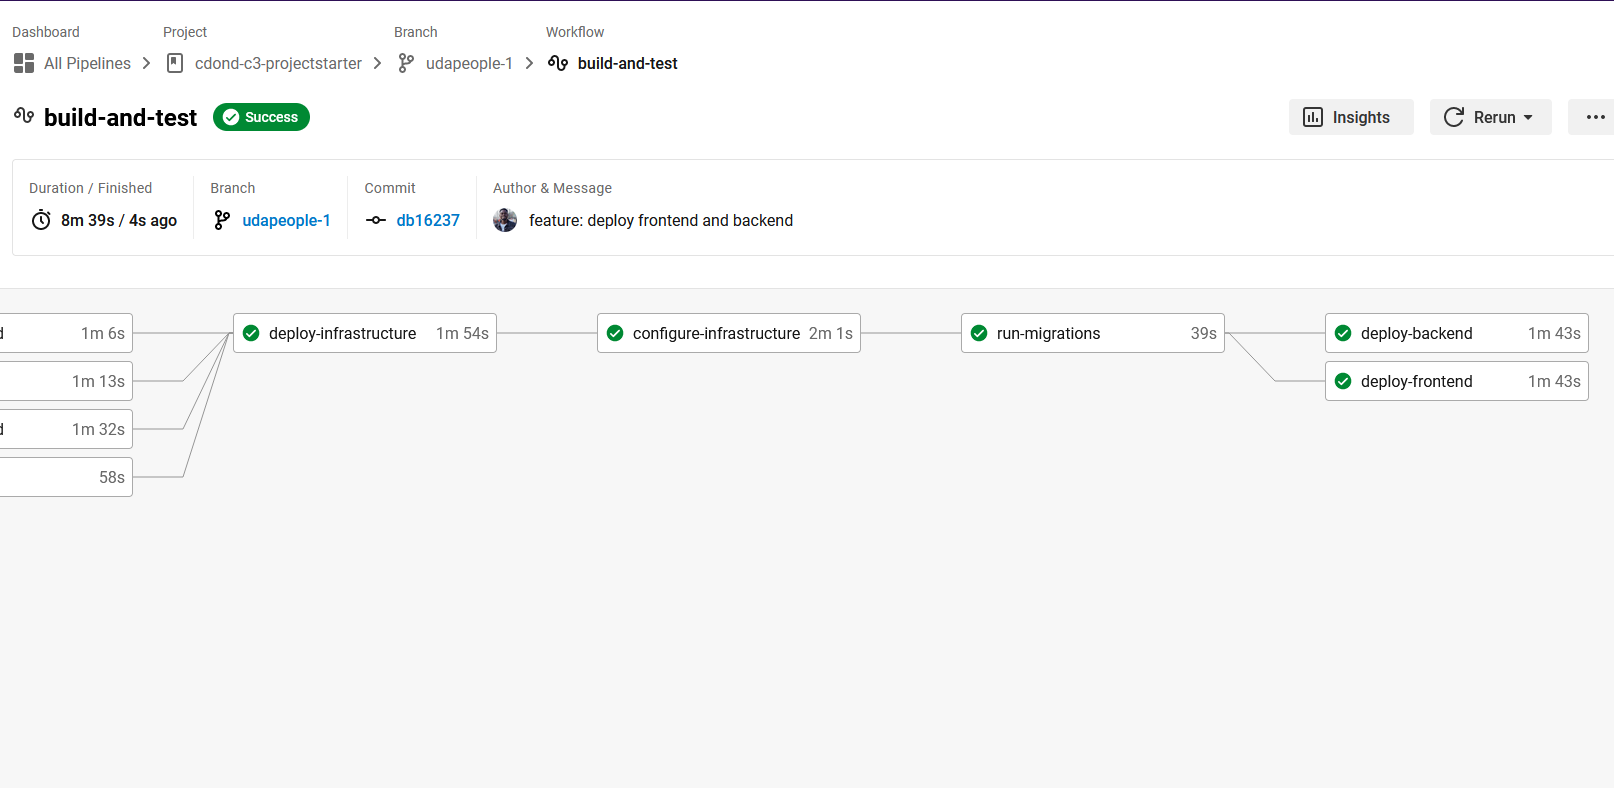 Dashboard Project Branch Workflow
All Pipelines cdond-c3-projectstarter udapeople-1 build-and-test
build-and-test Success Insights Rerun
Duration / Finished Branch Commit Author & Message
8m 39s / 4s ago udapeople-1 db16237 feature: deploy frontend and backend
d 1m 6s deploy-infrastructure 1m 54s configure-infrastructure 2m 1s run-migrations 39s deploy-backend 1m 43s
1m 13s deploy-frontend 1m 43s
d 1m 32s
58s